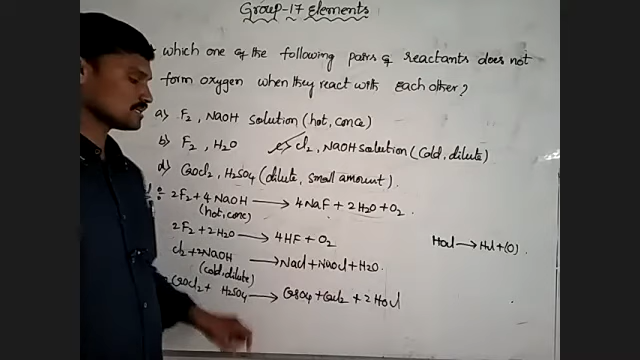 Group-17 Elements
which one of the following pairs of reactants does not
form oxygen when they react with each other?
a) F2, NaOH solution (hot, conc)
b) F2, H2O c) Cl2, NaOH solution (Cold, dilute)
d) CaOCl2, H2SO4 (dilute, small amount).
2F2 + 4NaOH → 4NaF + 2H2O + O2.
(hot, conc)
2F2 + 2H2O → 4HF + O2
HOCl → HCl + (O)
Cl2 + 2NaOH → NaCl + NaOCl + H2O.
(Cold, dilute)
CaOCl2 + H2SO4 → CaSO4 + CaCl2 + 2HOCl